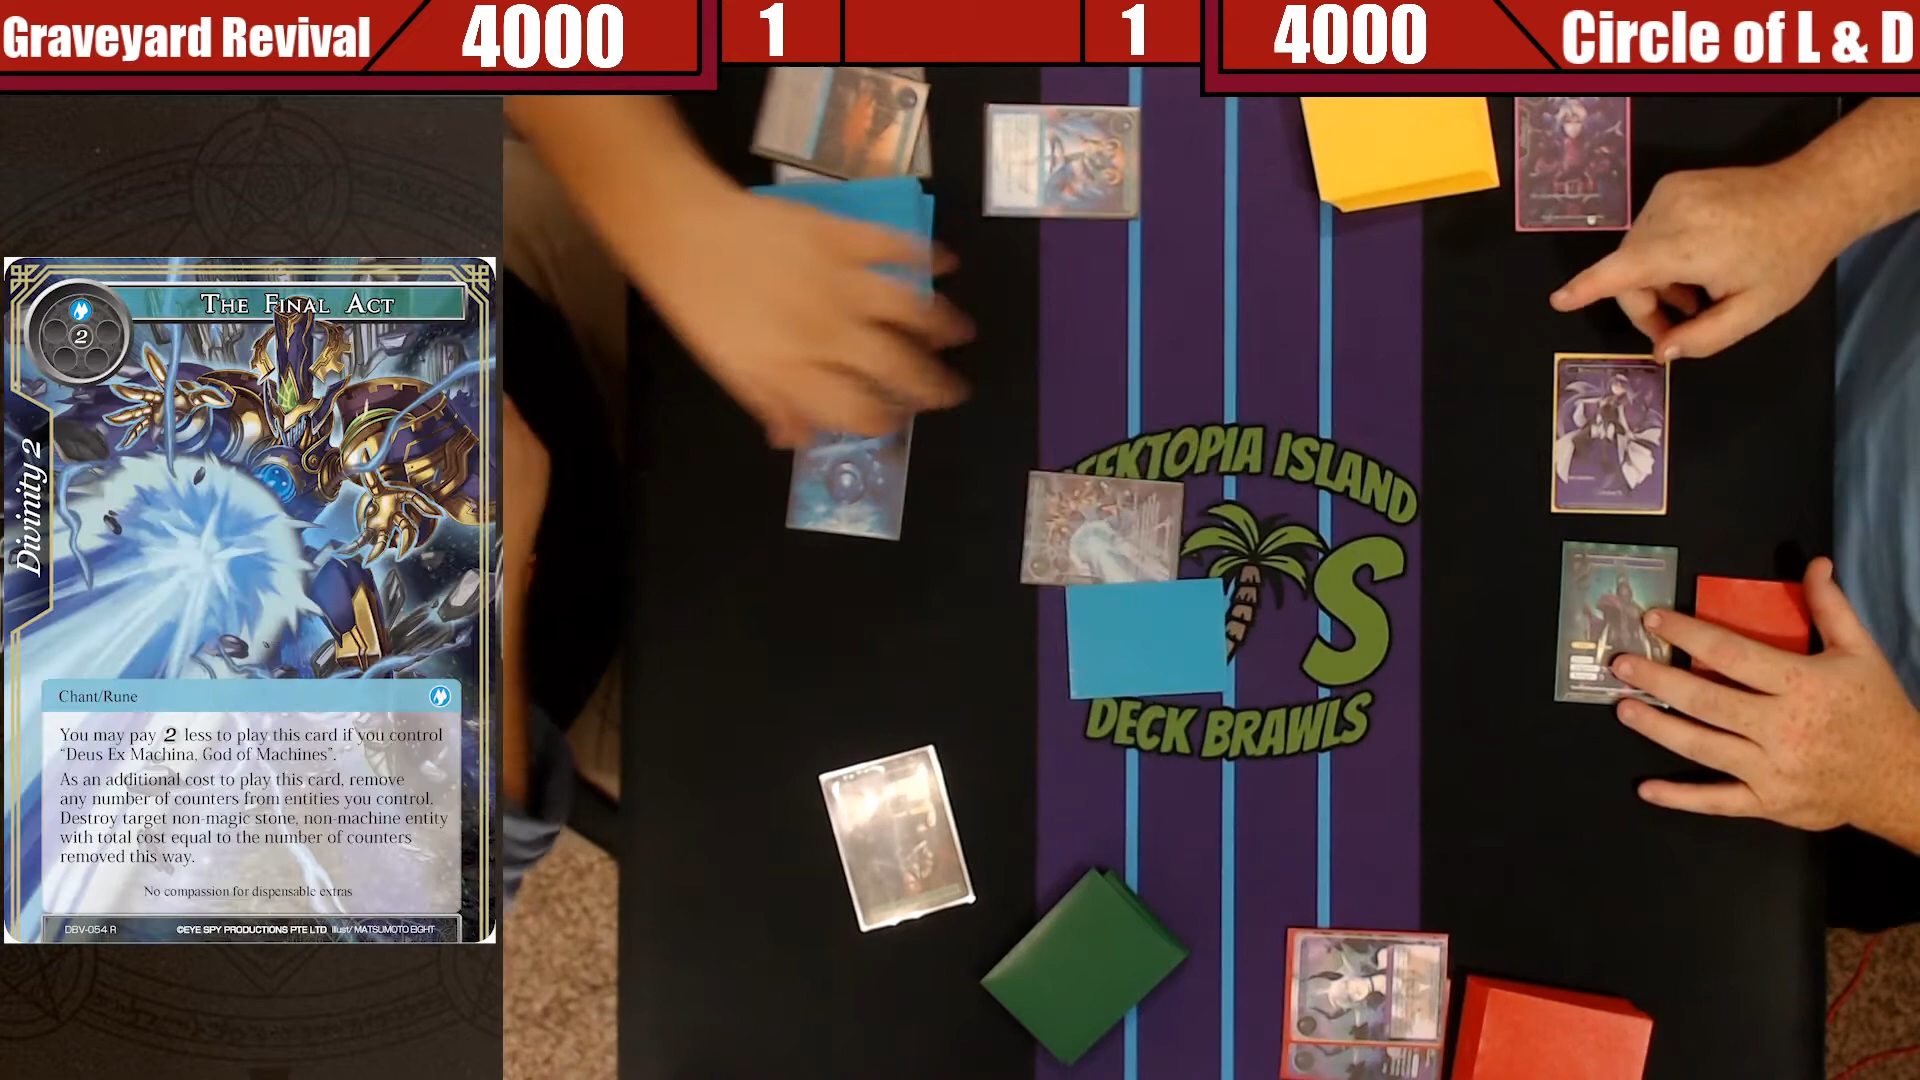 Graveyard Revival
4000
1
1
4000
Circle of L & D
The Final Act
2
Divinity 2
Chant/Rune
You may pay 2 less to play this card if you control
“Deus Ex Machina, God of Machines”.
As an additional cost to play this card, remove
any number of counters from entities you control.
Destroy target non-magic stone, non-machine entity
with total cost equal to the number of counters
removed this way.
No compassion for dispensable extras
DBV-054 R
©EYE SPY PRODUCTIONS PTE LTD Illust/ MATSUMOTO EIGHT
ISLAND
S
DECK BRAWLS